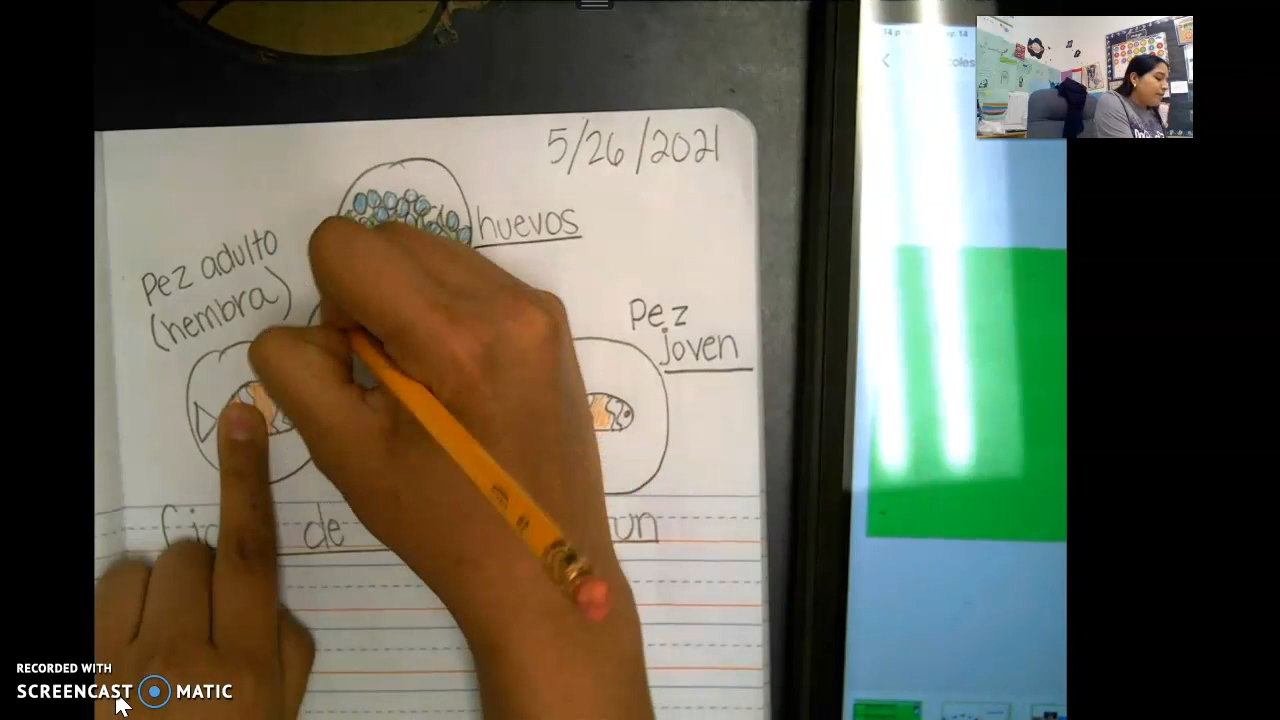 5/26/2021
huevos
Pez adulto
(hembra)
Pez
joven
de un
RECORDED WITH
SCREENCAST MATIC